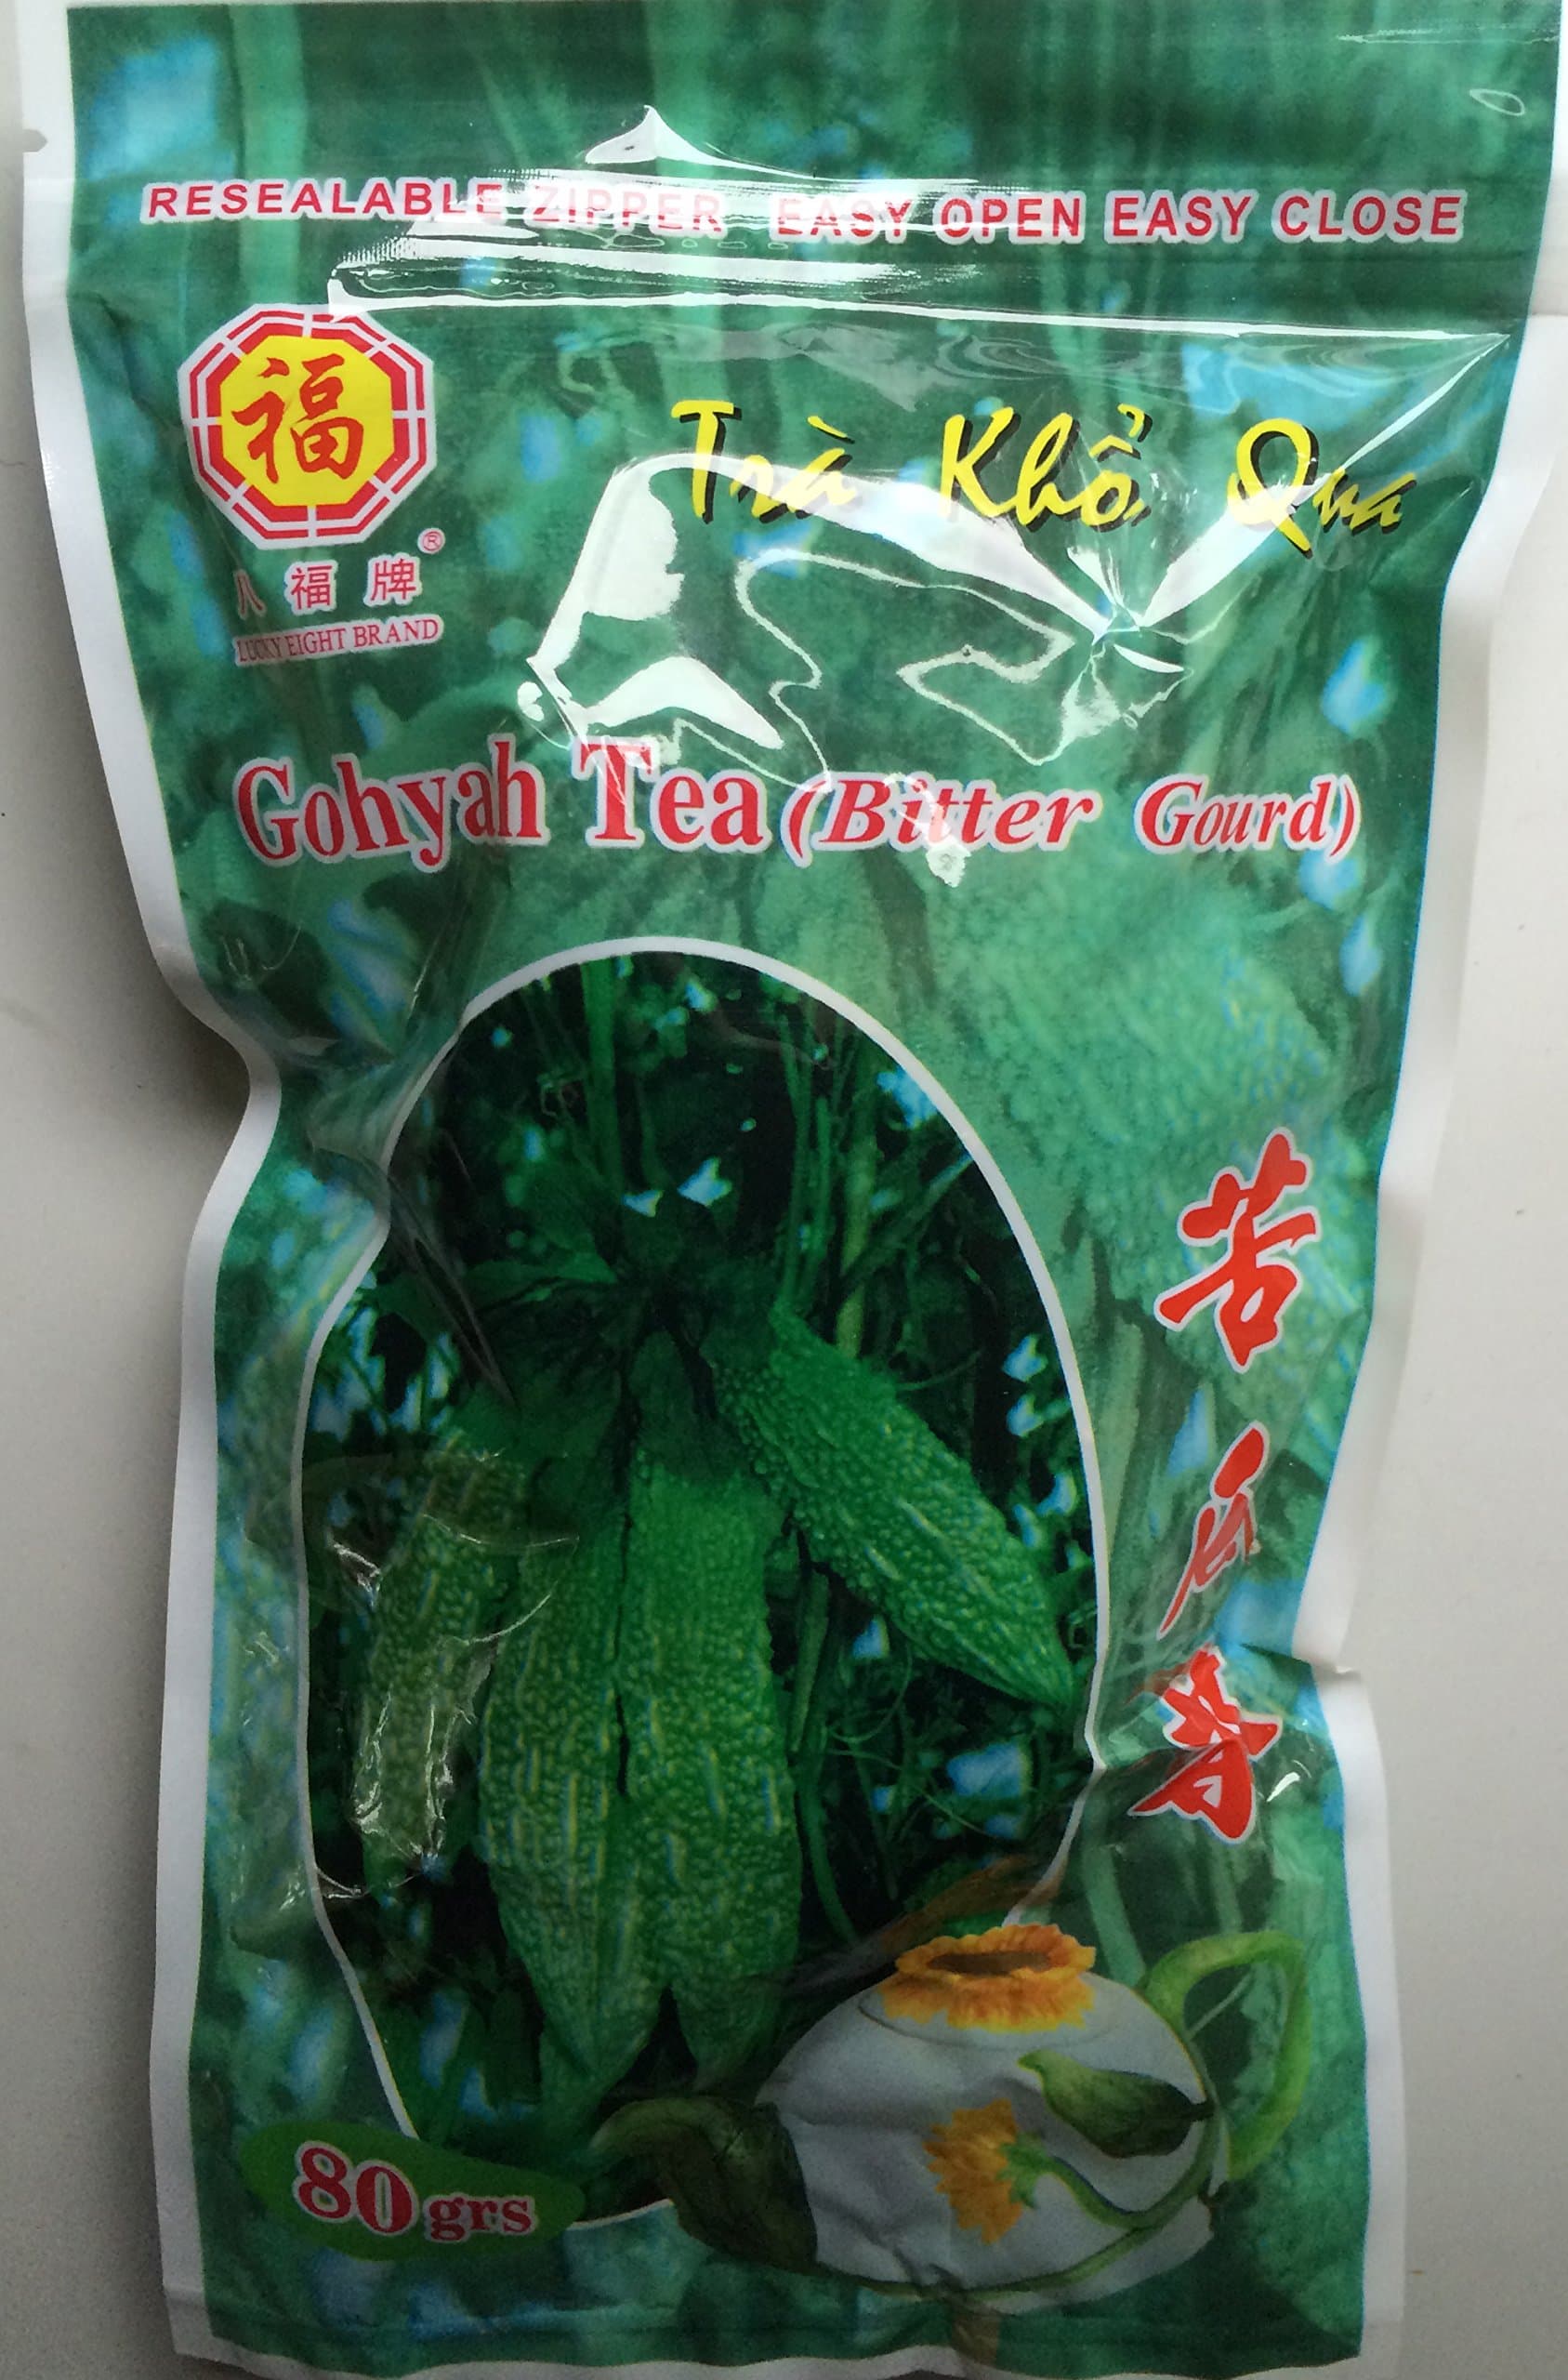 RESEALABLE ZIPPER EASY OPEN EASY CLOSE
福
八福牌®
LUCKY EIGHT BRAND
Trà Khổ Qua
Gohyah Tea (Bitter Gourd)
苦瓜茶
80 grs